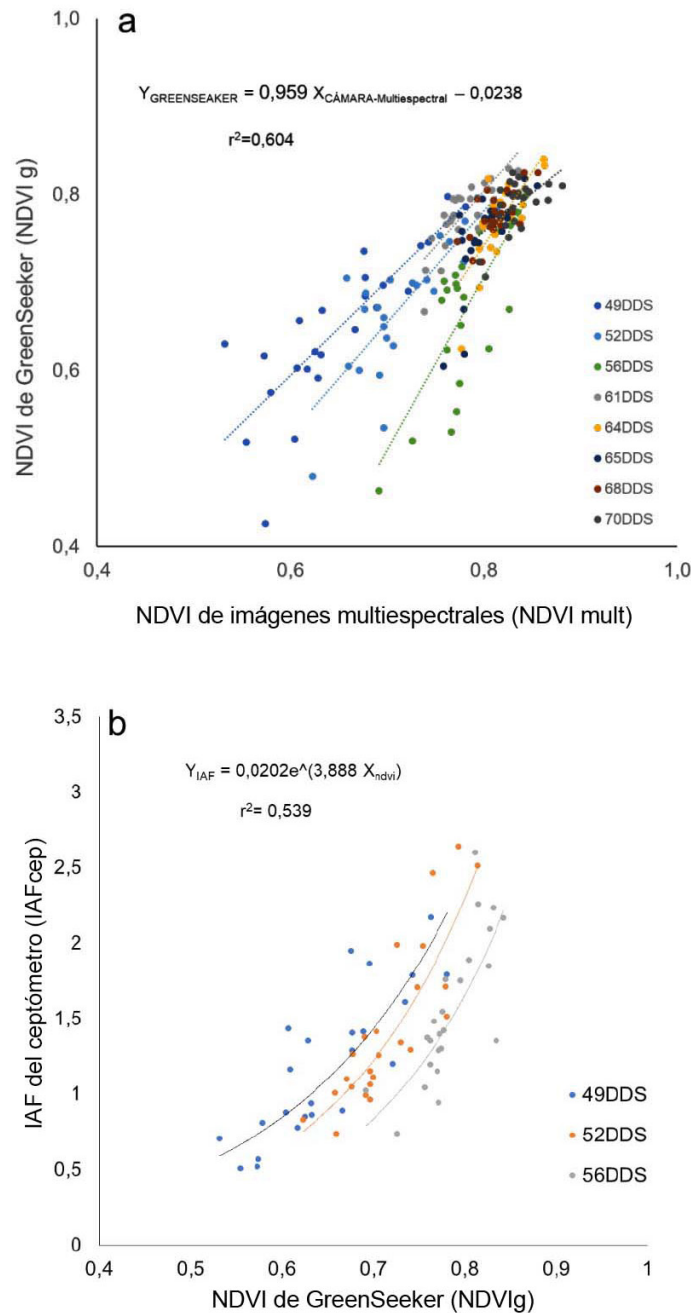 a
1,0
0,8
0,6
0,4
NDVI de GreenSeeker (NDVI g)
Y_GREENSEAKER = 0,959 X_CÁMARA-Multiespectral – 0,0238
r²=0,604
49DDS
52DDS
56DDS
61DDS
64DDS
65DDS
68DDS
70DDS
0,4 0,6 0,8 1,0
NDVI de imágenes multiespectrales (NDVI mult)
b
3,5
3
2,5
2
1,5
1
0,5
0
IAF del ceptómetro (IAFcep)
Y_IAF = 0,0202e^(3,888 X_ndvi)
r²= 0,539
49DDS
52DDS
56DDS
0,4 0,5 0,6 0,7 0,8 0,9 1
NDVI de GreenSeeker (NDVIg)